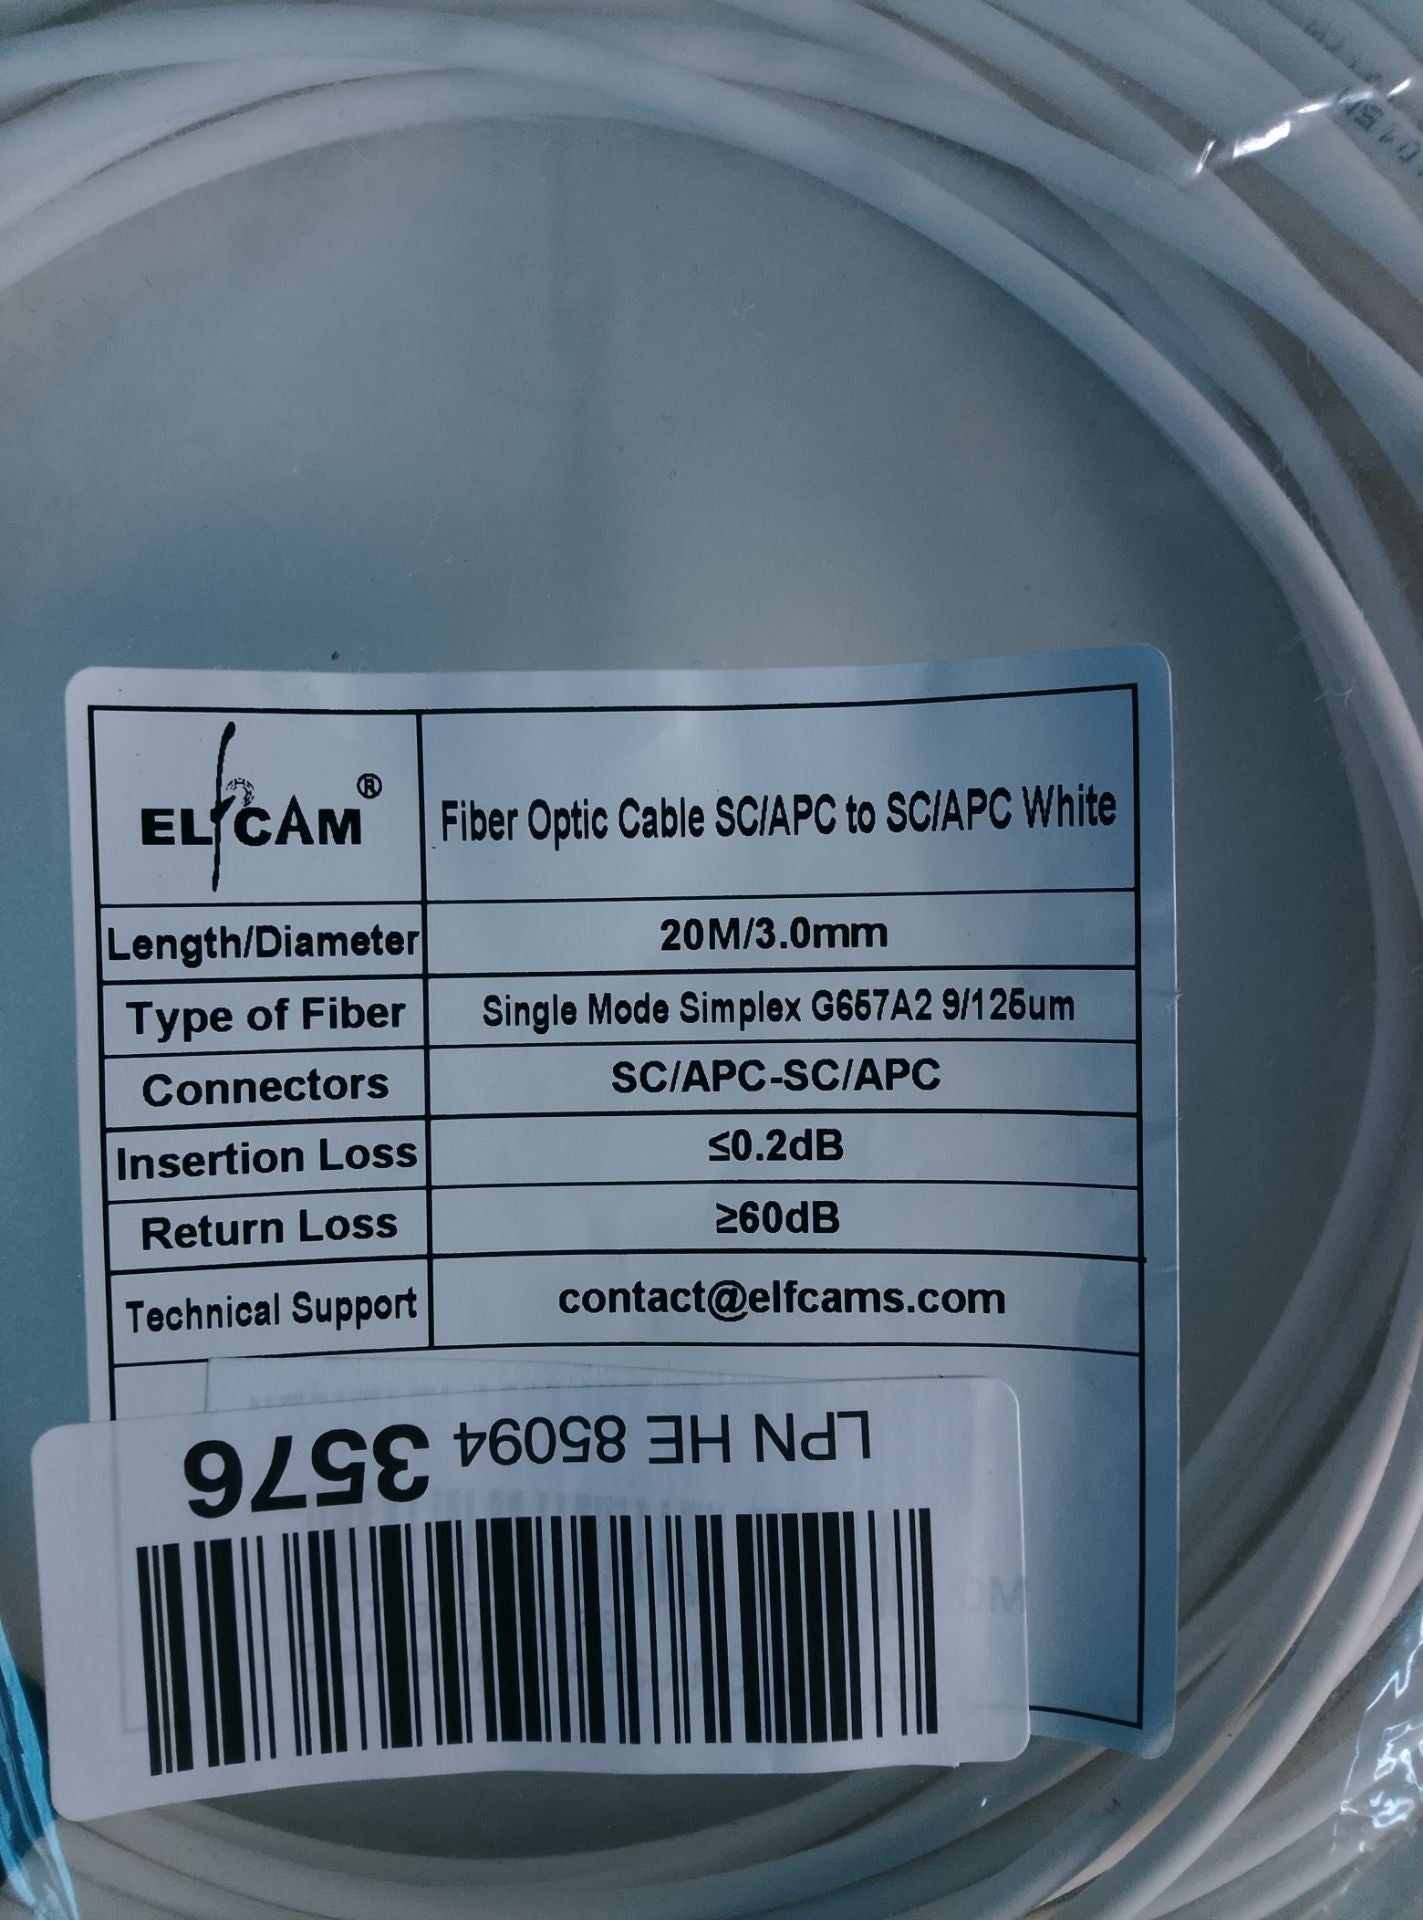 ELFCAM®
Fiber Optic Cable SC/APC to SC/APC White
Length/Diameter 20M/3.0mm
Type of Fiber Single Mode Simplex G657A2 9/125um
Connectors SC/APC-SC/APC
Insertion Loss ≤0.2dB
Return Loss ≥60dB
Technical Support contact@elfcams.com
LPN HE 85094 3576